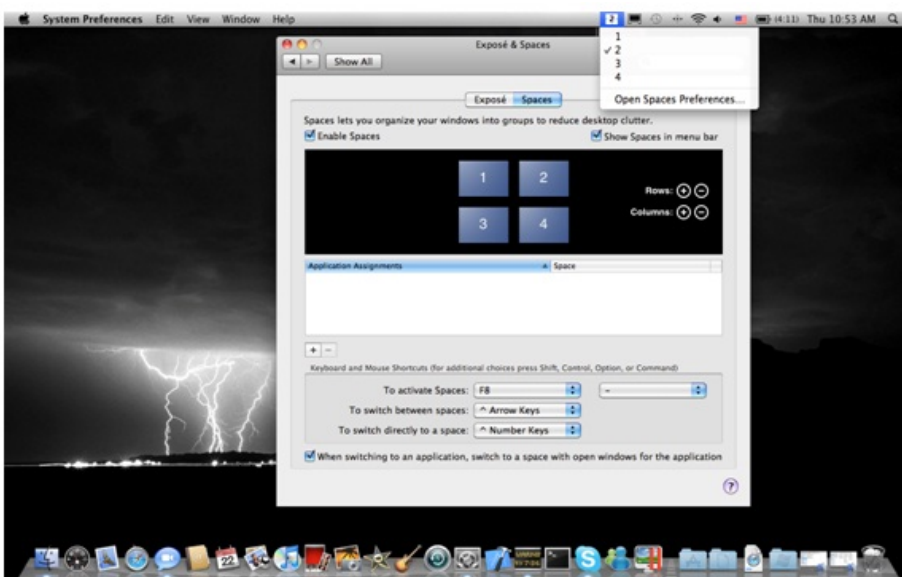 System Preferences Edit View Window Help 2 (4:11) Thu 10:53 AM
Exposé & Spaces
Show All
1
2
3
4
Open Spaces Preferences...
Exposé Spaces
Spaces lets you organize your windows into groups to reduce desktop clutter.
Enable Spaces Show Spaces in menu bar
1 2
Rows:
Columns:
3 4
Application Assignments Space
Keyboard and Mouse Shortcuts (for additional choices press Shift, Control, Option, or Command)
To activate Spaces: F8 -
To switch between spaces: ^ Arrow Keys
To switch directly to a space: ^ Number Keys
When switching to an application, switch to a space with open windows for the application
?
22